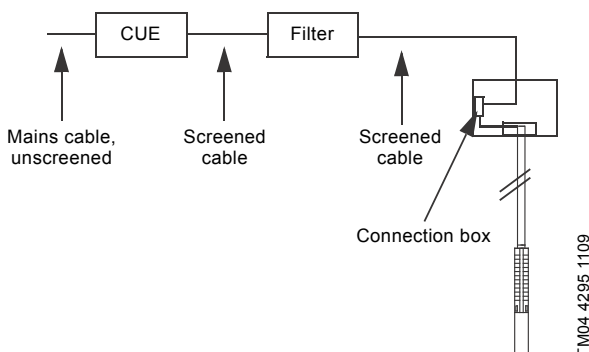 CUE
Filter
Mains cable,
unscreened
Screened
cable
Screened
cable
Connection box
TM04 4295 1109